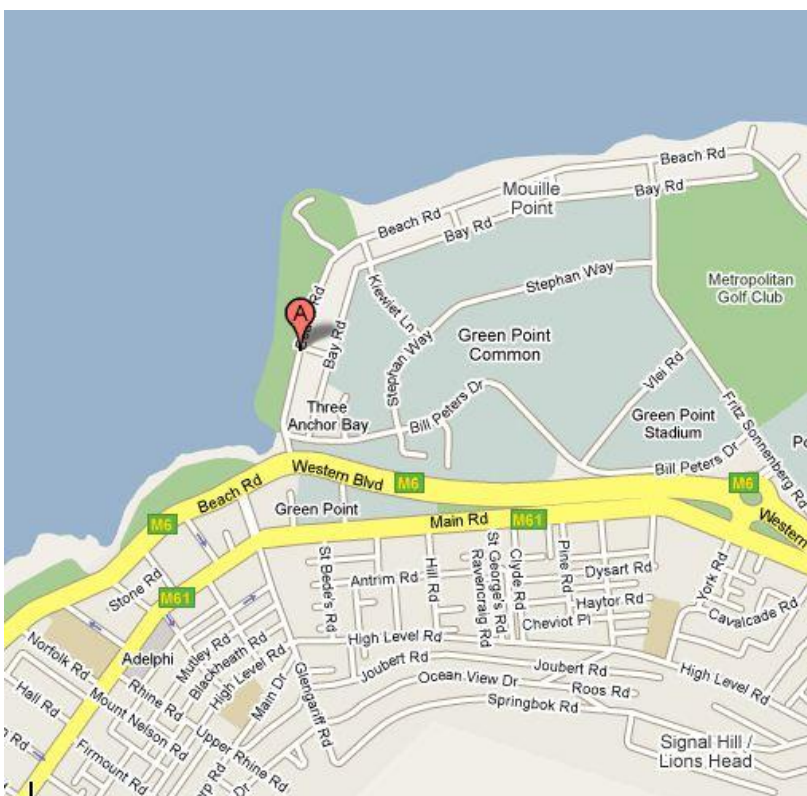 Beach Rd
Mouille
Point
Bay Rd
Beach Rd
Bay Rd
Stephan Way
Metropolitan
Golf Club
Kiewiet Ln
A
Rd
Bay Rd
Green Point
Common
Stephan Way
Vlei Rd
Three
Anchor Bay
Bill Peters Dr
Green Point
Stadium
Fritz Sonnenberg Rd
Bill Peters Dr
Western Blvd
M6
M6
Beach Rd
Green Point
Main Rd
M61
Western
M6
Stone Rd
M61
St Bede's Rd
Antrim Rd
Hill Rd
St George's Rd
Ravencraig Rd
Clyde Rd
Pine Rd
Dysart Rd
Haytor Rd
Cheviot Pl
York Rd
Cavalcade Rd
High Level Rd
Adelphi
Mutley Rd
Blackheath Rd
High Level Rd
Main Dr
Glengariff Rd
Joubert Rd
Joubert Rd
High Level Rd
Ocean View Dr
Roos Rd
Springbok Rd
Norfolk Rd
Rhine Rd
Mount Nelson Rd
Hall Rd
Upper Rhine Rd
Firmount Rd
Signal Hill /
Lions Head